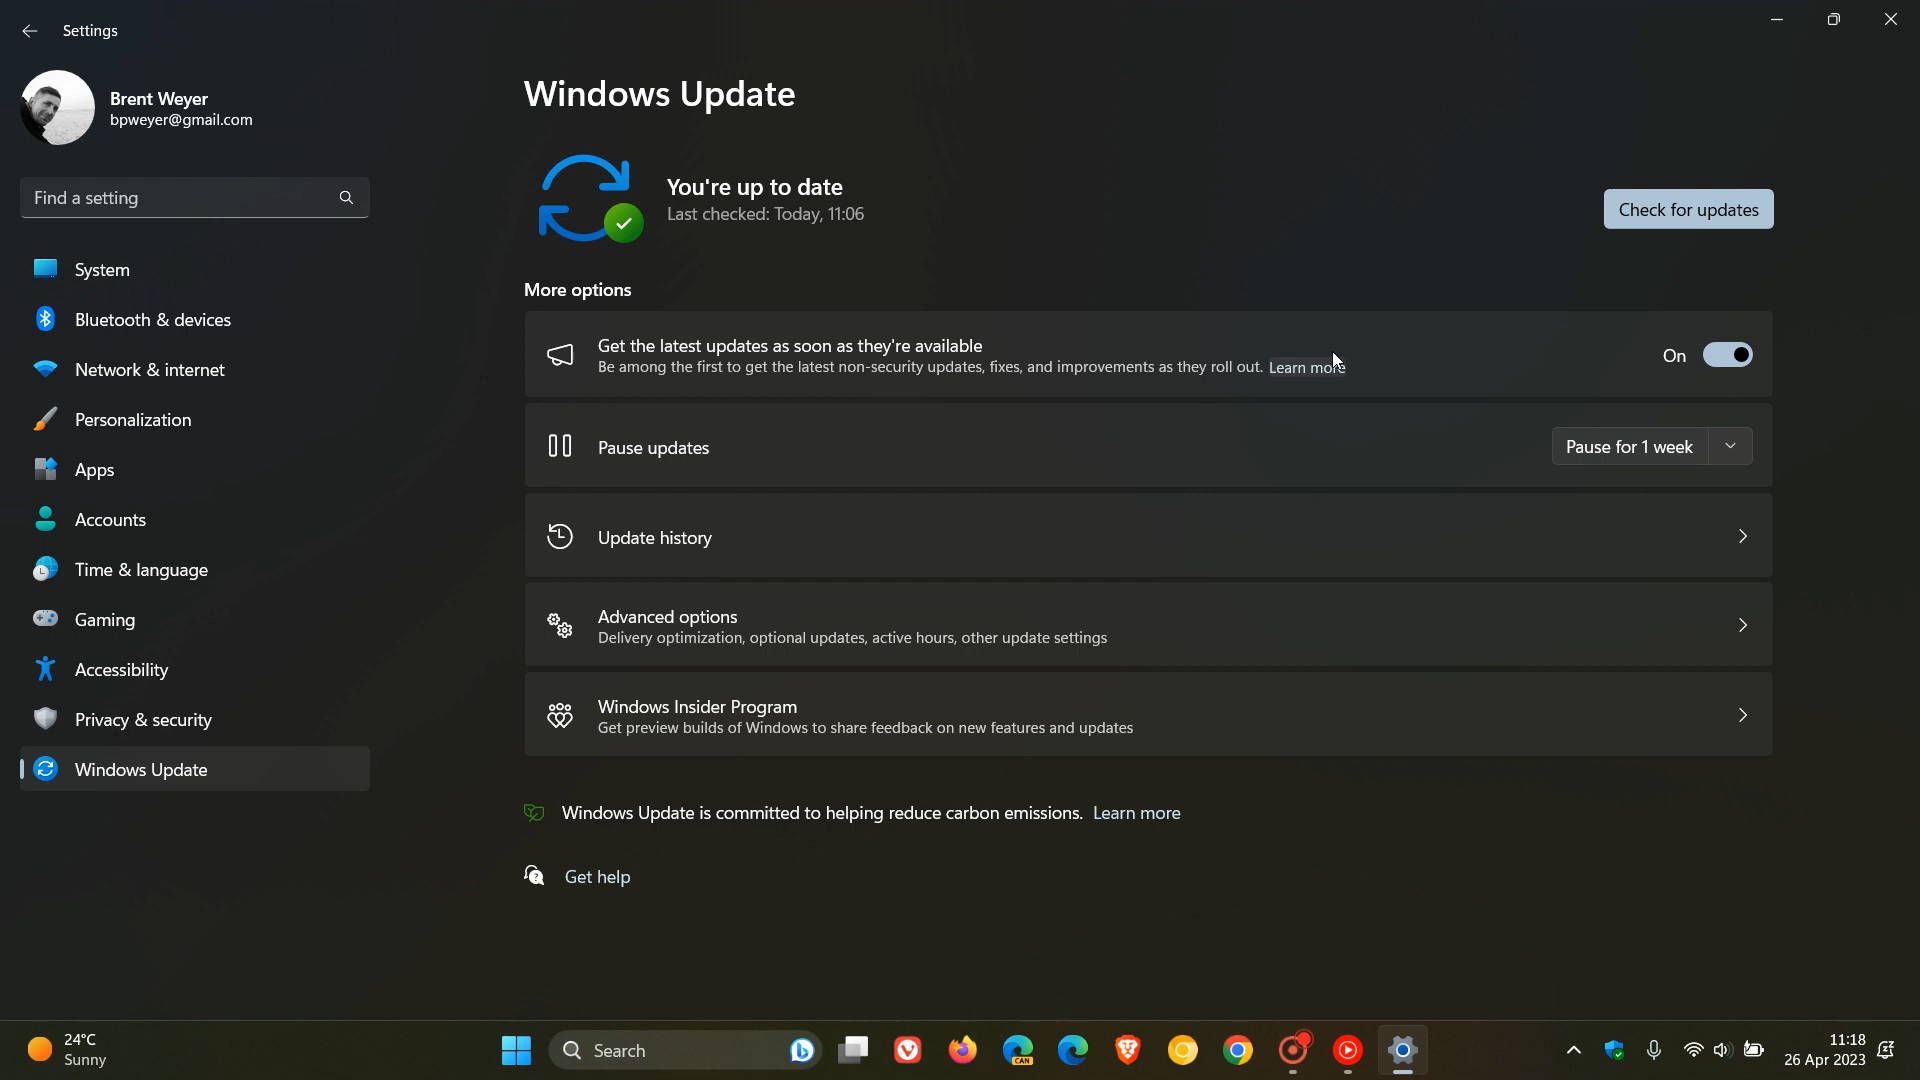 Settings
Brent Weyer
bpweyer@gmail.com
Find a setting
System
Bluetooth & devices
Network & internet
Personalization
Apps
Accounts
Time & language
Gaming
Accessibility
Privacy & security
Windows Update
Windows Update
You're up to date
Last checked: Today, 11:06
Check for updates
More options
Get the latest updates as soon as they're available
Be among the first to get the latest non-security updates, fixes, and improvements as they roll out. Learn more
On
Pause updates
Pause for 1 week
Update history
Advanced options
Delivery optimization, optional updates, active hours, other update settings
Windows Insider Program
Get preview builds of Windows to share feedback on new features and updates
Windows Update is committed to helping reduce carbon emissions. Learn more
Get help
24°C
Sunny
Search
CAN
11:18
26 Apr 2023